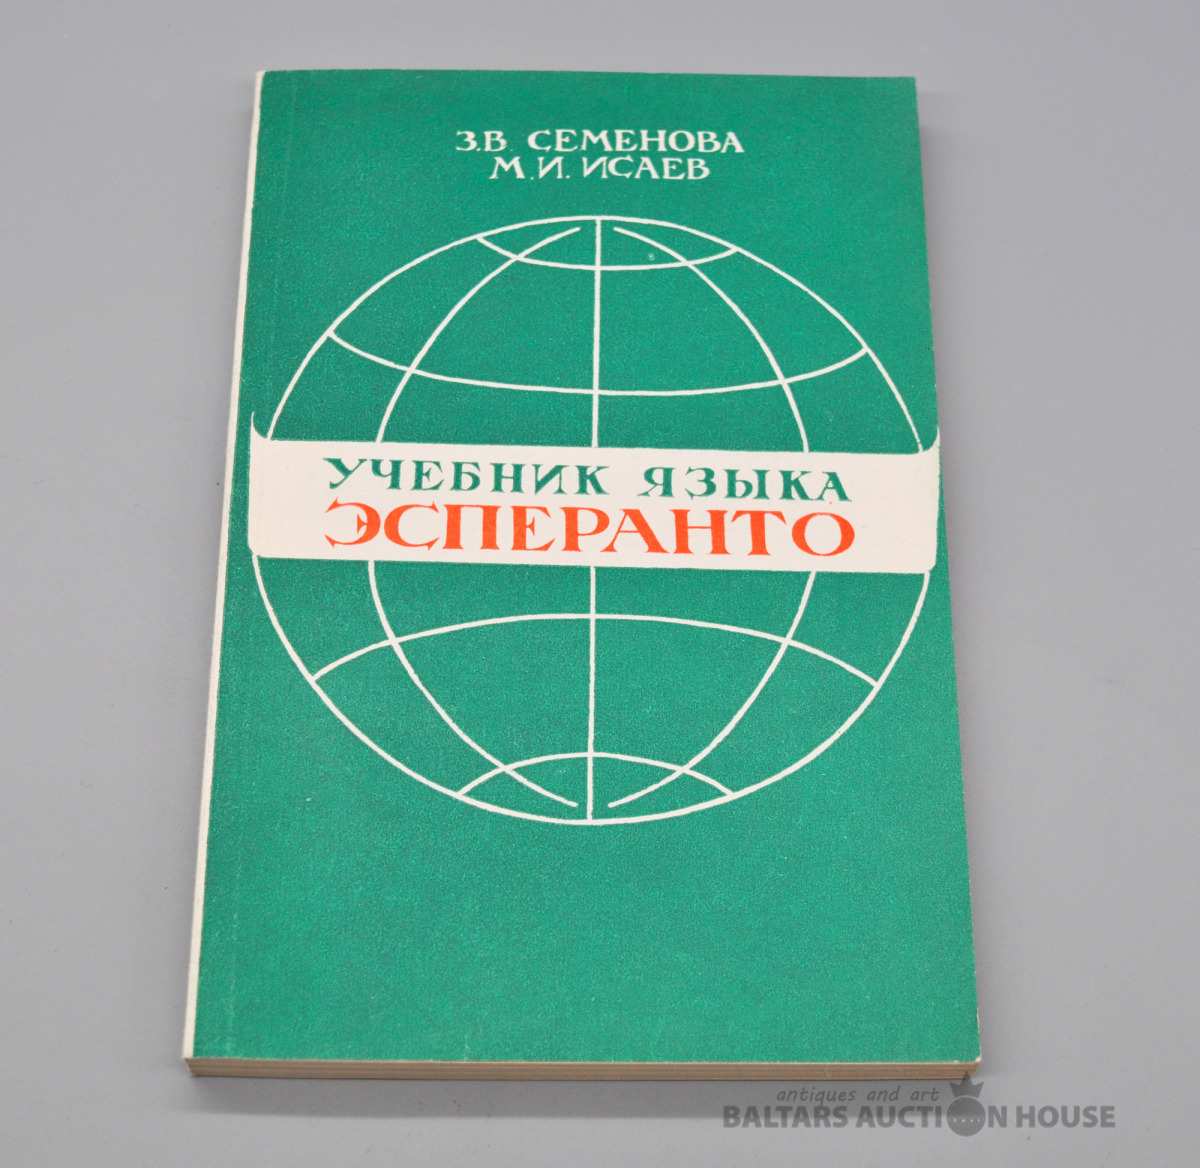 З.В. СЕМЕНОВА
М.И. ИСАЕВ
УЧЕБНИК ЯЗЫКА
ЭСПЕРАНТО
antiques and art
BALTARS AUCTION HOUSE